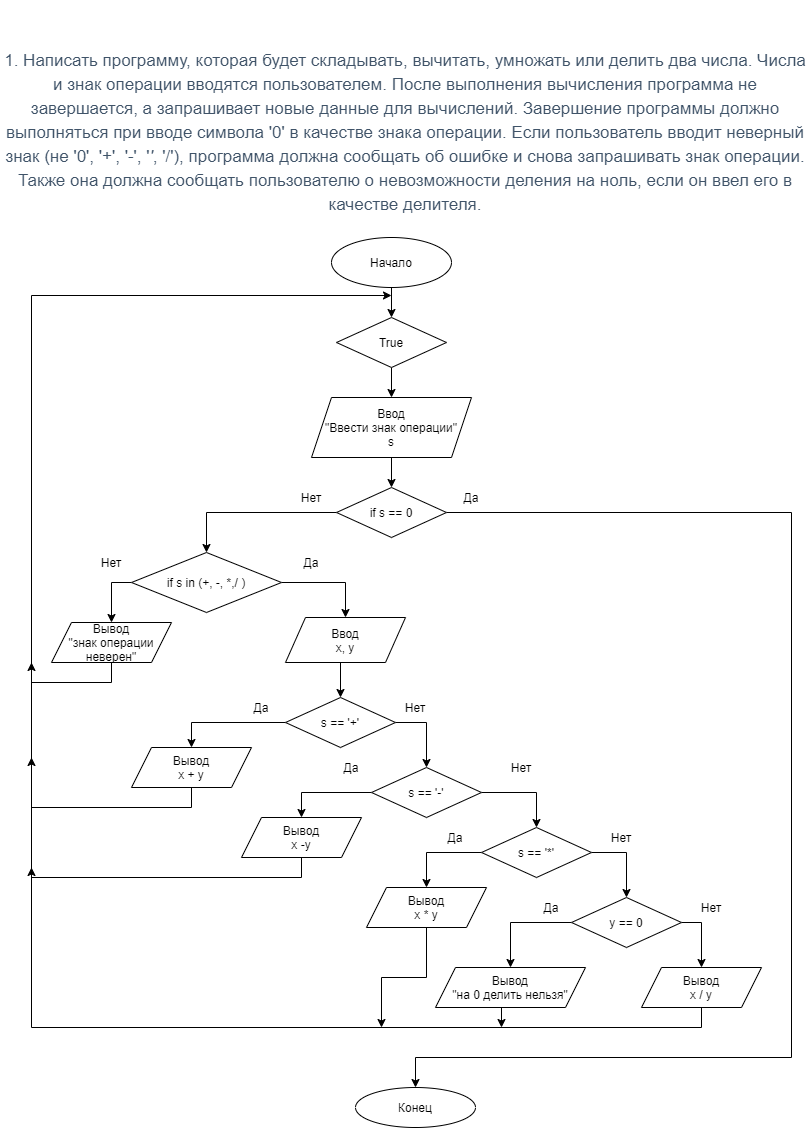 1. Написать программу, которая будет складывать, вычитать, умножать или делить два числа. Числа
и знак операции вводятся пользователем. После выполнения вычисления программа не
завершается, а запрашивает новые данные для вычислений. Завершение программы должно
выполняться при вводе символа '0' в качестве знака операции. Если пользователь вводит неверный
знак (не '0', '+', '-', '′, '/'), программа должна сообщать об ошибке и снова запрашивать знак операции.
Также она должна сообщать пользователю о невозможности деления на ноль, если он ввел его в
качестве делителя.
Начало
True
Ввод
"Ввести знак операции"
s
Нет
Да
if s == 0
Нет
Да
if s in (+, -, *,/ )
Вывод
"знак операции
неверен"
Ввод
x, y
Да
Нет
s == '+'
Вывод
x + y
Да
Нет
s == '-'
Вывод
x -y
Да
Нет
s == '*'
Вывод
x * y
Да
Нет
y == 0
Вывод
"на 0 делить нельзя"
Вывод
x / y
Конец